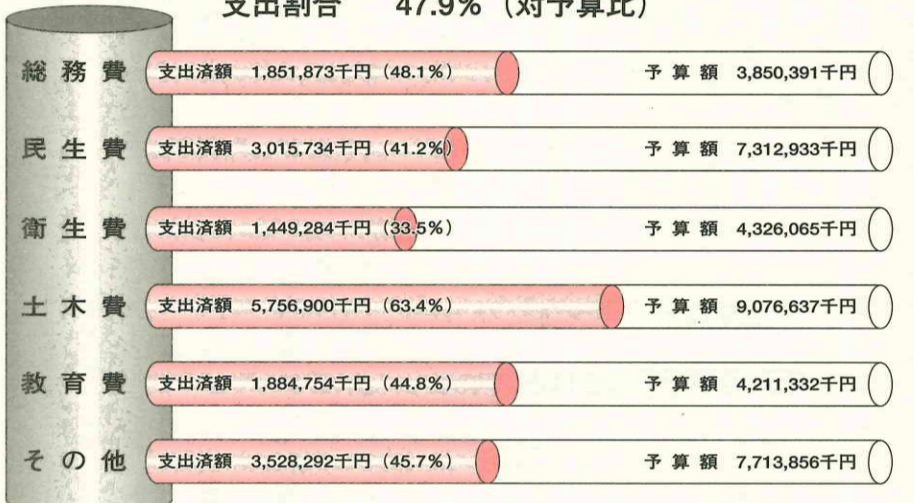 支出割合 47.9%（対予算比）
総務費 支出済額 1,851,873千円（48.1%） 予算額 3,850,391千円
民生費 支出済額 3,015,734千円（41.2%） 予算額 7,312,933千円
衛生費 支出済額 1,449,284千円（33.5%） 予算額 4,326,065千円
土木費 支出済額 5,756,900千円（63.4%） 予算額 9,076,637千円
教育費 支出済額 1,884,754千円（44.8%） 予算額 4,211,332千円
その他 支出済額 3,528,292千円（45.7%） 予算額 7,713,856千円